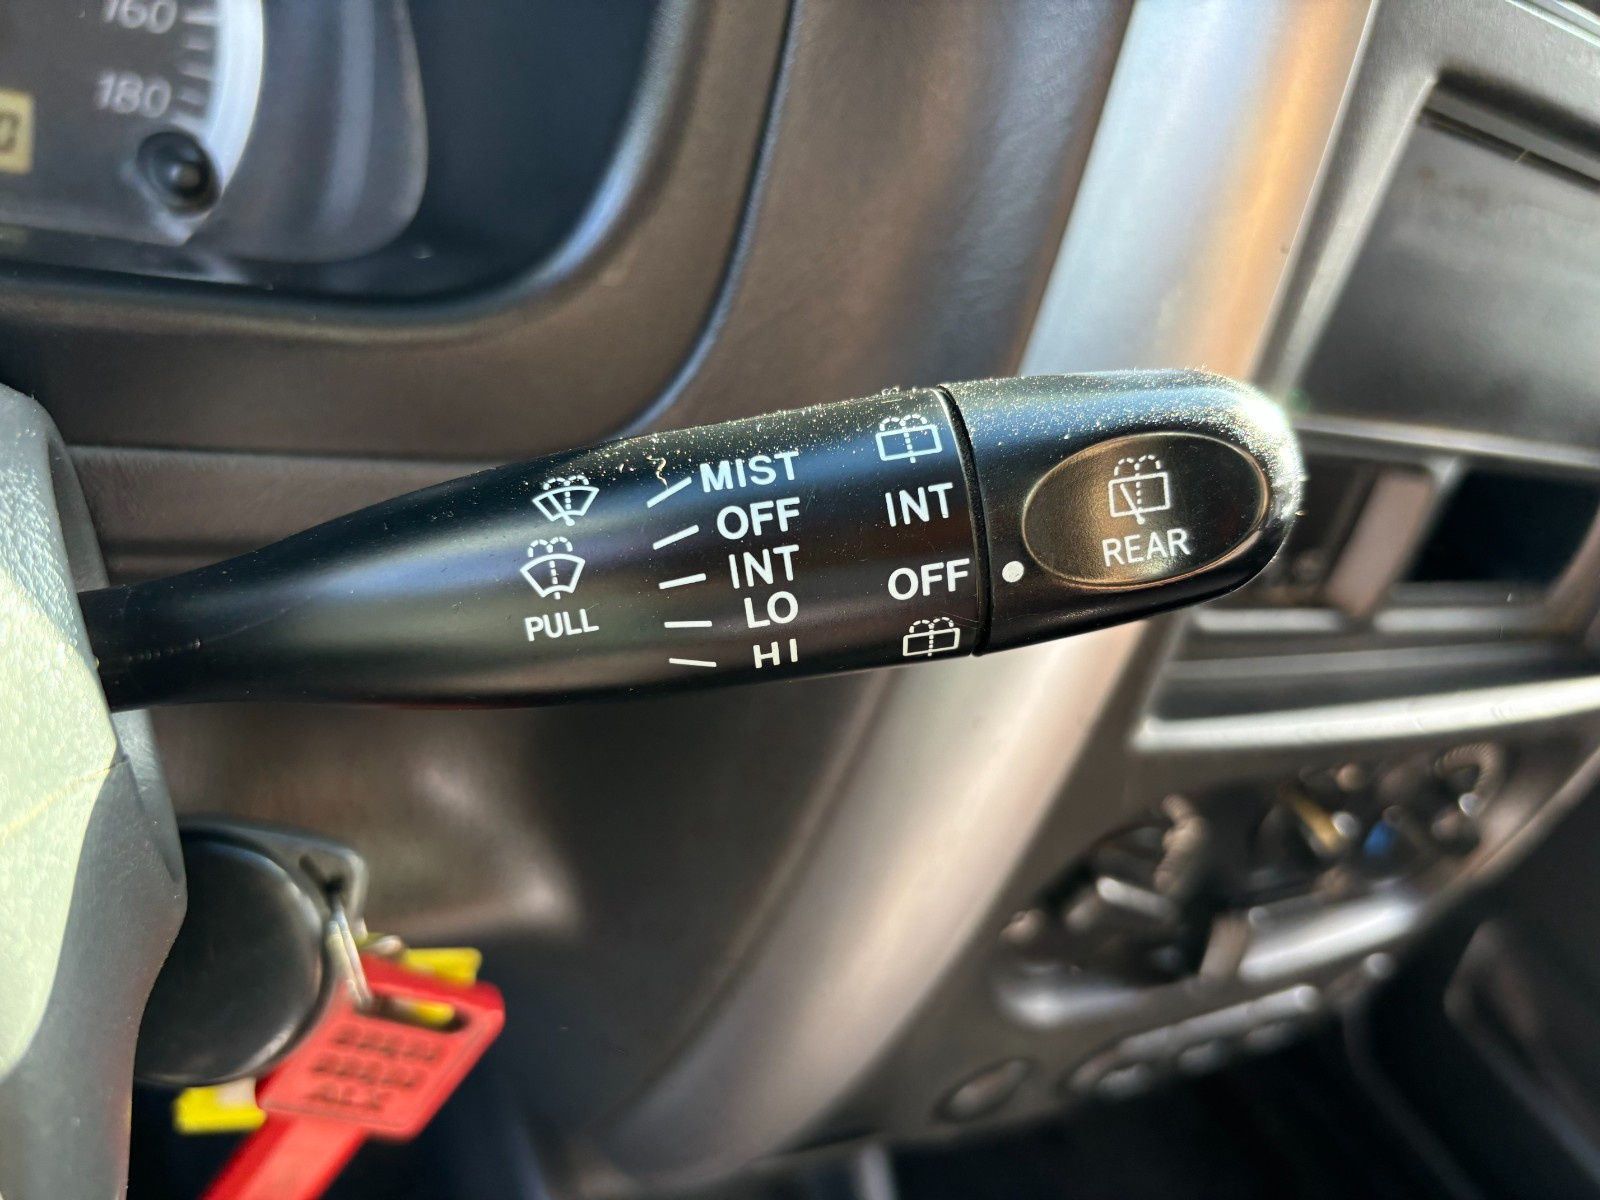 160
180
MIST
OFF
INT
LO
HI
PULL
INT
OFF
REAR